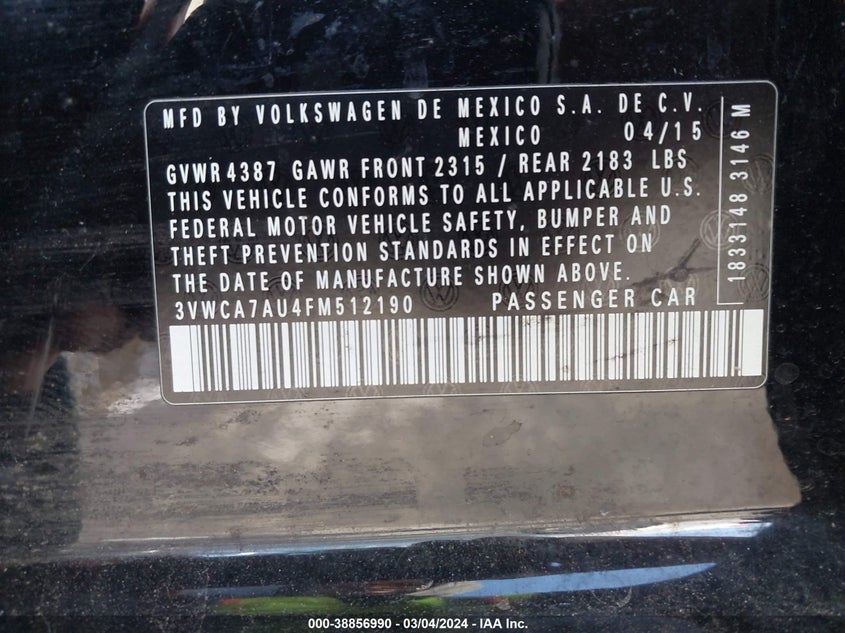 MFD BY VOLKSWAGEN DE MEXICO S.A. DE C.V.
MEXICO 04/15
GVWR 4387 GAWR FRONT 2315 / REAR 2183 LBS
THIS VEHICLE CONFORMS TO ALL APPLICABLE U.S.
FEDERAL MOTOR VEHICLE SAFETY, BUMPER AND
THEFT PREVENTION STANDARDS IN EFFECT ON
THE DATE OF MANUFACTURE SHOWN ABOVE.
3VWCA7AU4FM512190 PASSENGER CAR
1833148 3146 M
000-38856990 - 03/04/2024 - IAA Inc.